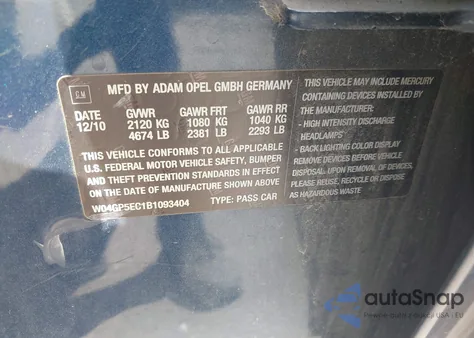 GM
MFD BY ADAM OPEL GMBH GERMANY
DATE GVWR GAWR FRT GAWR RR
12/10 2120 KG 1080 KG 1040 KG
4674 LB 2381 LB 2293 LB
THIS VEHICLE CONFORMS TO ALL APPLICABLE
U.S. FEDERAL MOTOR VEHICLE SAFETY, BUMPER
AND THEFT PREVENTION STANDARDS IN EFFECT
ON THE DATE OF MANUFACTURE SHOWN ABOVE
W04GP5EC1B1093404 TYPE: PASS CAR
THIS VEHICLE MAY INCLUDE MERCURY
CONTAINING DEVICES INSTALLED BY
THE MANUFACTURER:
- HIGH INTENSITY DISCHARGE
HEADLAMPS
- BACK LIGHTING COLOR DISPLAY
REMOVE DEVICES BEFORE VEHICLE
DISPOSAL. UPON REMOVAL OF DEVICES,
PLEASE REUSE, RECYCLE OR DISPOSE
AS HAZARDOUS WASTE
autoSnap